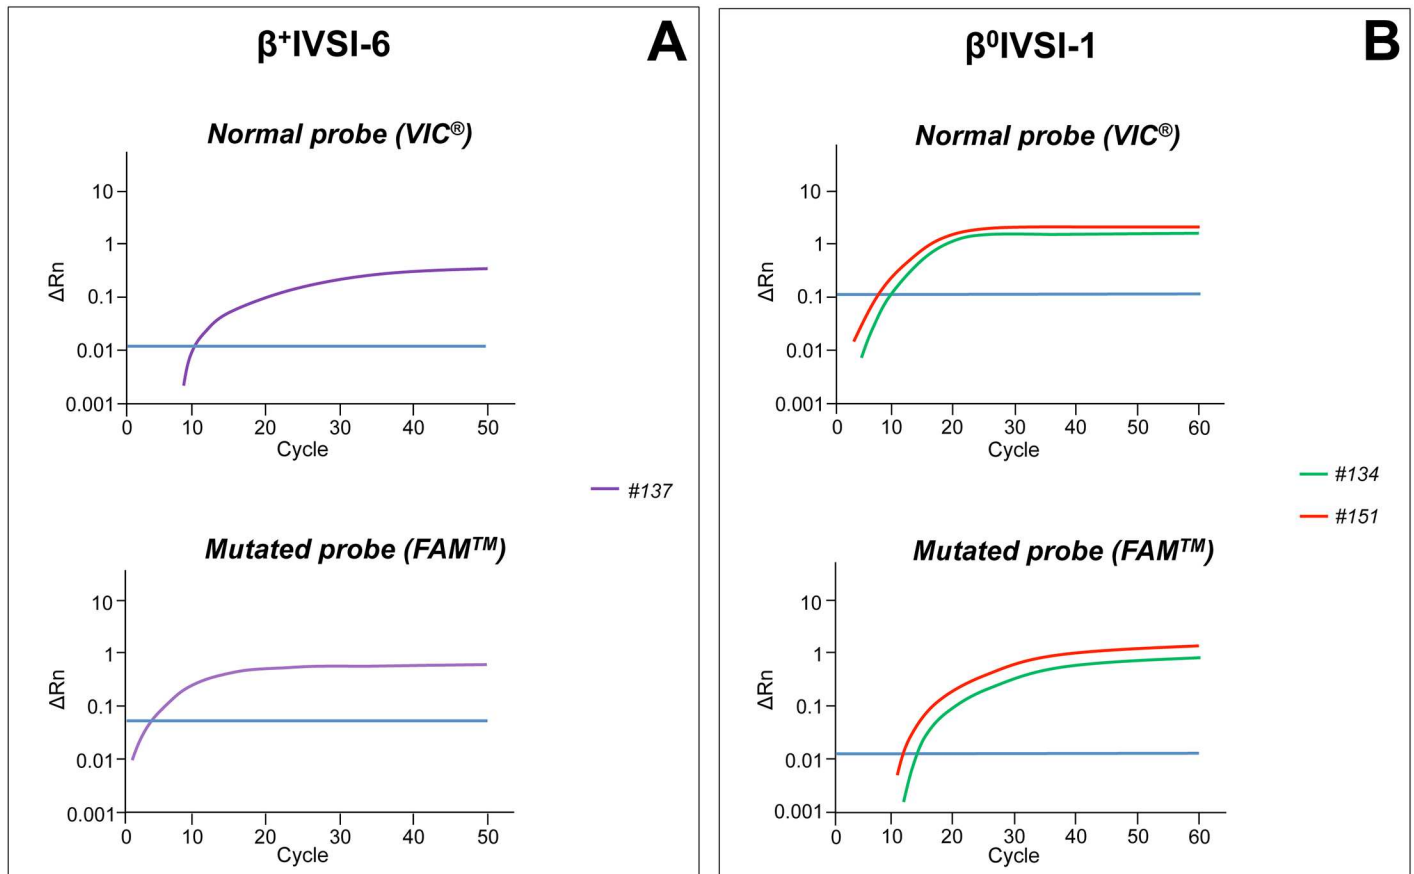 β⁺IVSI-6
A
Normal probe (VIC®)
10
1
0.1
0.01
0.001
ΔRn
0 10 20 30 40 50
Cycle
#137
Mutated probe (FAM™)
10
1
0.1
0.01
0.001
ΔRn
0 10 20 30 40 50
Cycle
β⁰IVSI-1
B
Normal probe (VIC®)
10
1
0.1
0.01
0.001
ΔRn
0 10 20 30 40 50 60
Cycle
#134
#151
Mutated probe (FAM™)
10
1
0.1
0.01
0.001
ΔRn
0 10 20 30 40 50 60
Cycle